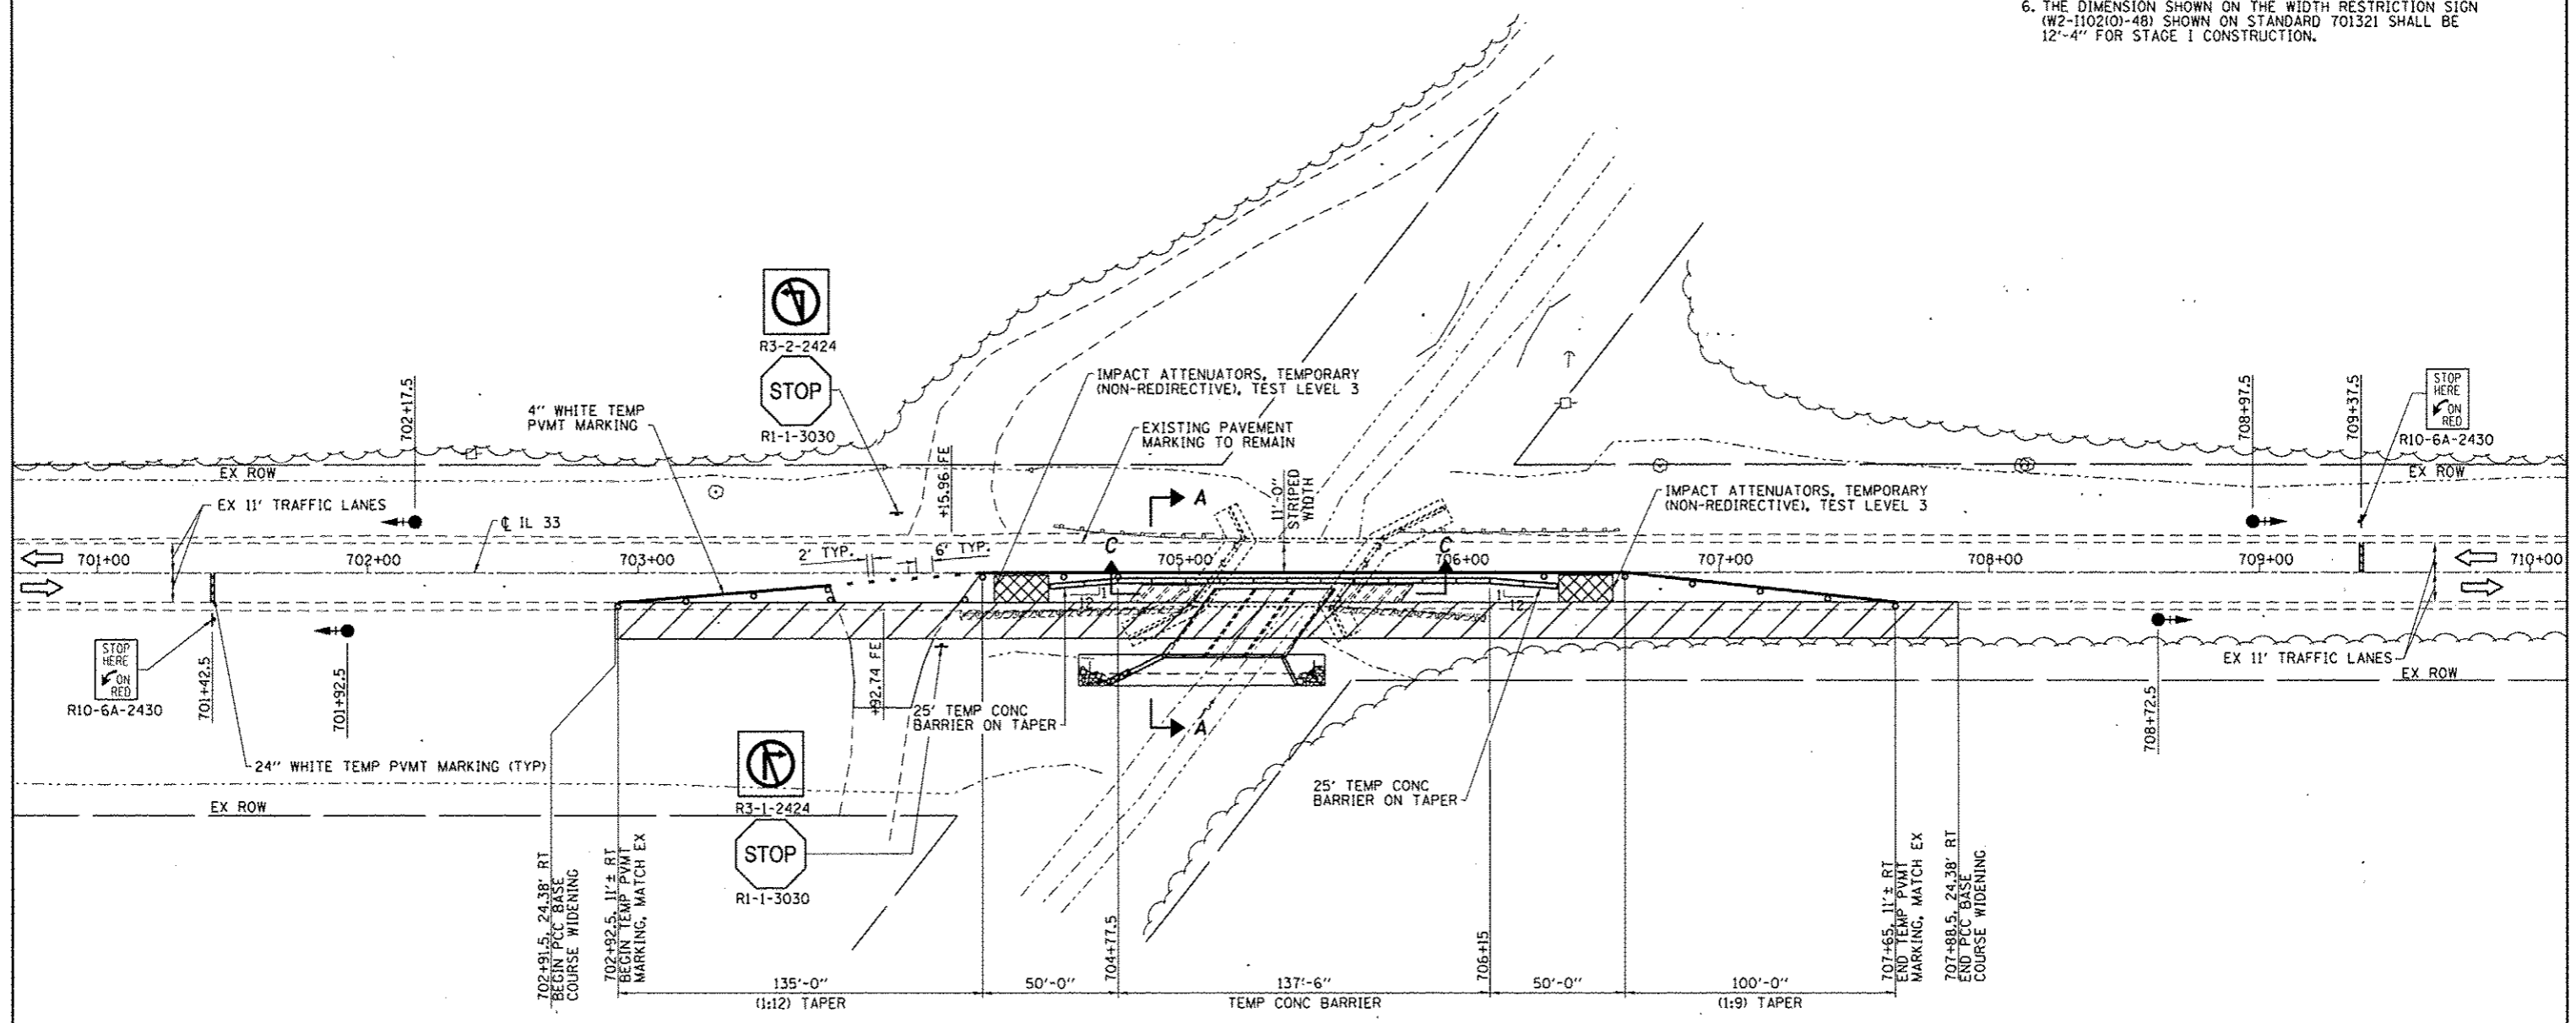 6. THE DIMENSION SHOWN ON THE WIDTH RESTRICTION SIGN
(W2-I102(O)-48) SHOWN ON STANDARD 701321 SHALL BE
12'-4" FOR STAGE I CONSTRUCTION.
R3-2-2424
STOP
R1-1-3030
IMPACT ATTENUATORS, TEMPORARY
(NON-REDIRECTIVE), TEST LEVEL 3
4" WHITE TEMP
PVMT MARKING
EXISTING PAVEMENT
MARKING TO REMAIN
702+17.5
+15.96 FE
11'-0"
STRIPED
WIDTH
708+97.5
709+37.5
STOP
HERE
ON
RED
R10-6A-2430
EX ROW
EX ROW
IMPACT ATTENUATORS, TEMPORARY
(NON-REDIRECTIVE), TEST LEVEL 3
EX 11' TRAFFIC LANES
℄ IL 33
A
2' TYP.
6' TYP.
C
C
701+00
702+00
703+00
705+00
706+00
707+00
708+00
709+00
710+00
1
12
1
12
STOP
HERE
ON
RED
R10-6A-2430
701+42.5
701+92.5
+92.74 FE
25' TEMP CONC
BARRIER ON TAPER
A
EX 11' TRAFFIC LANES
EX ROW
708+72.5
24" WHITE TEMP PVMT MARKING (TYP)
EX ROW
R3-1-2424
STOP
R1-1-3030
25' TEMP CONC
BARRIER ON TAPER
702+91.5, 24.38' RT
BEGIN PCC BASE
COURSE WIDENING
702+92.5, 11'± RT
BEGIN TEMP PVMT
MARKING, MATCH EX
704+77.5
706+15
707+65, 11'± RT
END TEMP PVMT
MARKING, MATCH EX
707+88.5, 24.38' RT
END PCC BASE
COURSE WIDENING
135'-0"
(1:12) TAPER
50'-0"
137'-6"
TEMP CONC BARRIER
50'-0"
100'-0"
(1:9) TAPER